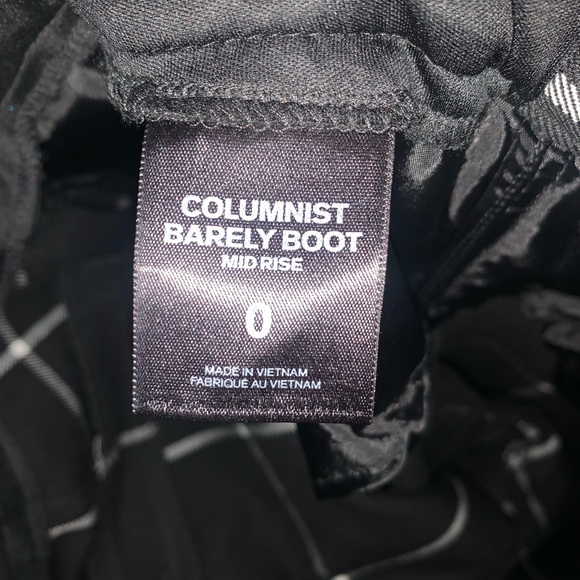 COLUMNIST
BARELY BOOT
MID RISE
0
MADE IN VIETNAM
FABRIQUÉ AU VIETNAM